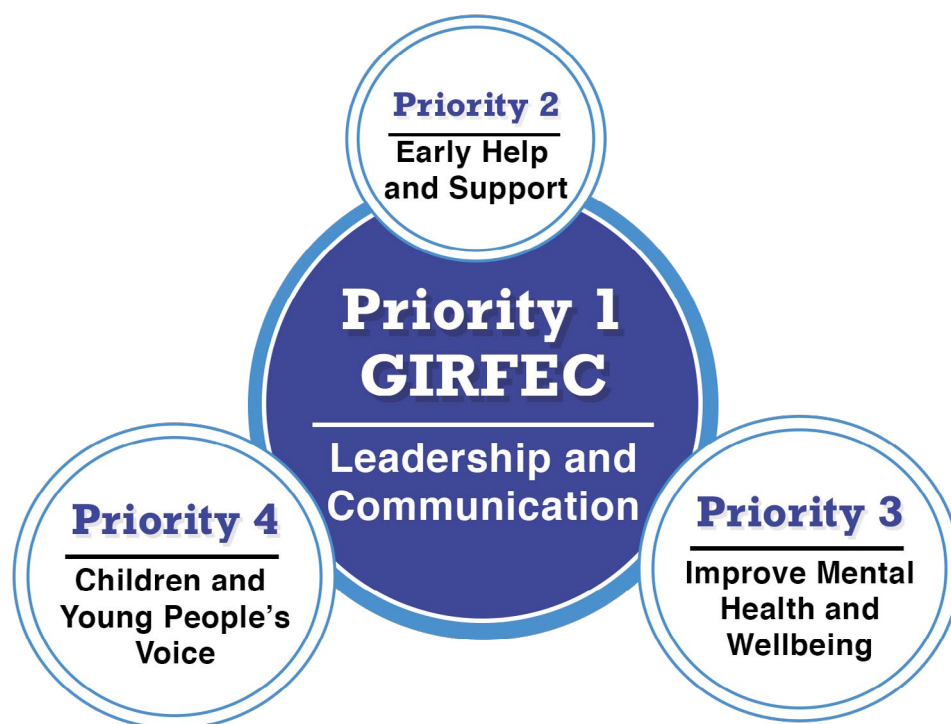 Priority 2
Early Help
and Support
Priority 1
GIRFEC
Leadership and
Communication
Priority 4
Children and
Young People’s
Voice
Priority 3
Improve Mental
Health and
Wellbeing